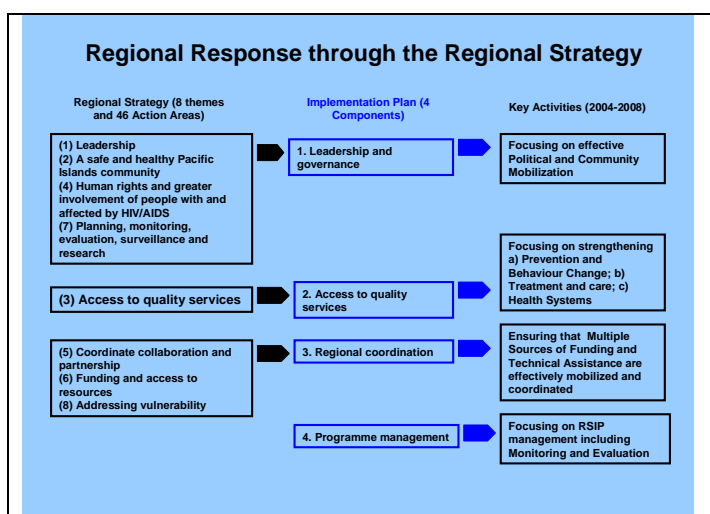 Regional Response through the Regional Strategy
Regional Strategy (8 themes
and 46 Action Areas)
Implementation Plan (4
Components)
Key Activities (2004-2008)
(1) Leadership
(2) A safe and healthy Pacific
Islands community
(4) Human rights and greater
involvement of people with and
affected by HIV/AIDS
(7) Planning, monitoring,
evaluation, surveillance and
research
1. Leadership and
governance
Focusing on effective
Political and Community
Mobilization
(3) Access to quality services
2. Access to quality
services
Focusing on strengthening
a) Prevention and
Behaviour Change; b)
Treatment and care; c)
Health Systems
(5) Coordinate collaboration and
partnership
(6) Funding and access to
resources
(8) Addressing vulnerability
3. Regional coordination
Ensuring that Multiple
Sources of Funding and
Technical Assistance are
effectively mobilized and
coordinated
4. Programme management
Focusing on RSIP
management including
Monitoring and Evaluation